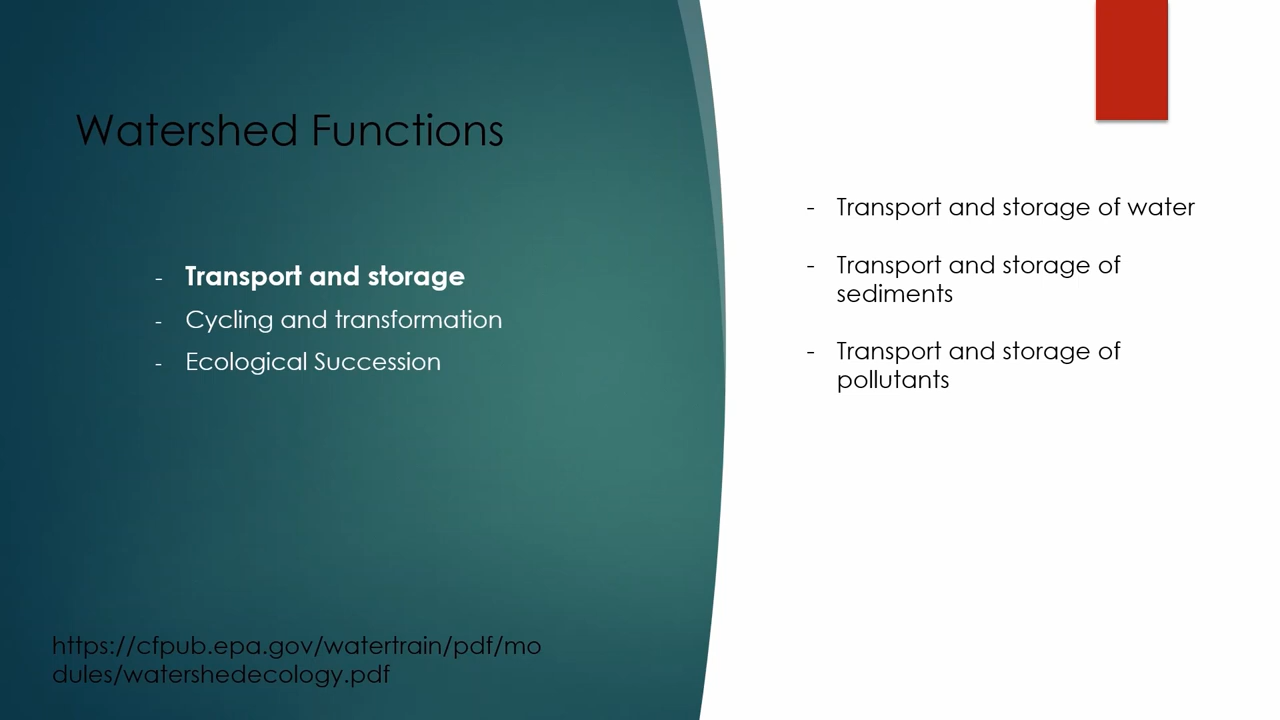 Watershed Functions
- Transport and storage
- Cycling and transformation
- Ecological Succession
https://cfpub.epa.gov/watertrain/pdf/mo
dules/watershedecology.pdf
- Transport and storage of water
- Transport and storage of
sediments
- Transport and storage of
pollutants